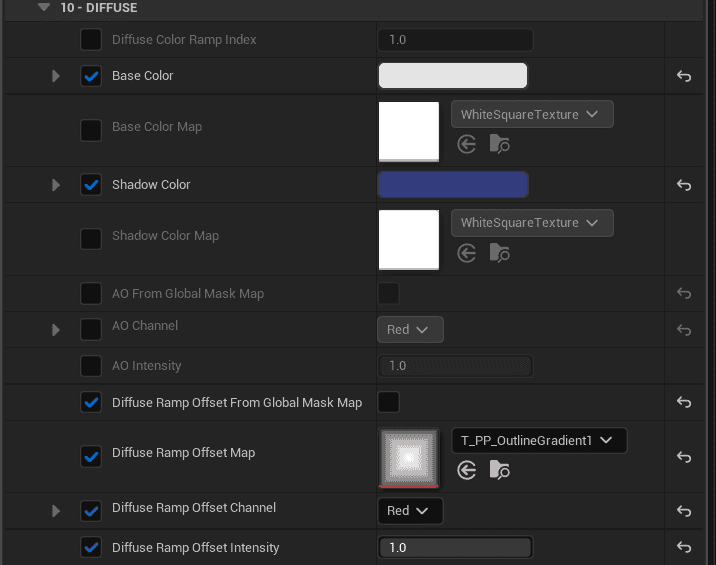 10 - DIFFUSE
Diffuse Color Ramp Index
1.0
Base Color
Base Color Map
WhiteSquareTexture
Shadow Color
Shadow Color Map
WhiteSquareTexture
AO From Global Mask Map
AO Channel
Red
AO Intensity
1.0
Diffuse Ramp Offset From Global Mask Map
Diffuse Ramp Offset Map
T_PP_OutlineGradient1
Diffuse Ramp Offset Channel
Red
Diffuse Ramp Offset Intensity
1.0